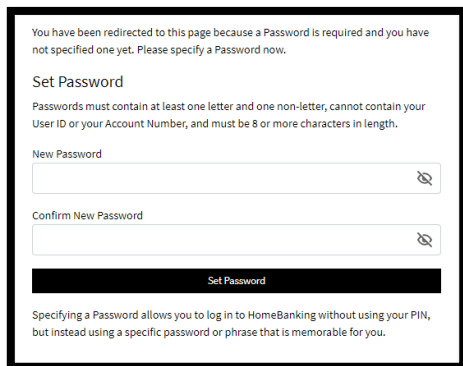 You have been redirected to this page because a Password is required and you have
not specified one yet. Please specify a Password now.
Set Password
Passwords must contain at least one letter and one non-letter, cannot contain your
User ID or your Account Number, and must be 8 or more characters in length.
New Password
Confirm New Password
Set Password
Specifying a Password allows you to log in to HomeBanking without using your PIN,
but instead using a specific password or phrase that is memorable for you.